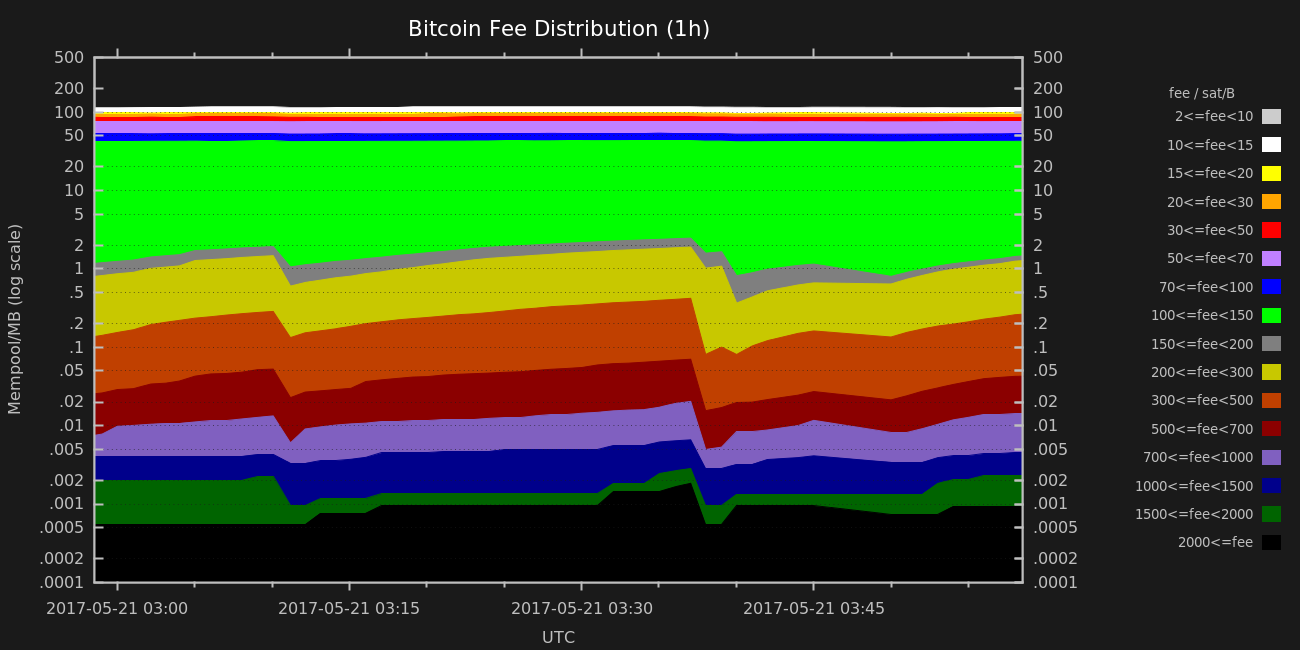 Bitcoin Fee Distribution (1h)
500
200
100
50
20
10
5
2
1
.5
.2
.1
.05
.02
.01
.005
.002
.001
.0005
.0002
.0001
Mempool/MB (log scale)
500
200
100
50
20
10
5
2
1
.5
.2
.1
.05
.02
.01
.005
.002
.001
.0005
.0002
.0001
2017-05-21 03:00
2017-05-21 03:15
2017-05-21 03:30
2017-05-21 03:45
UTC
fee / sat/B
2<=fee<10
10<=fee<15
15<=fee<20
20<=fee<30
30<=fee<50
50<=fee<70
70<=fee<100
100<=fee<150
150<=fee<200
200<=fee<300
300<=fee<500
500<=fee<700
700<=fee<1000
1000<=fee<1500
1500<=fee<2000
2000<=fee